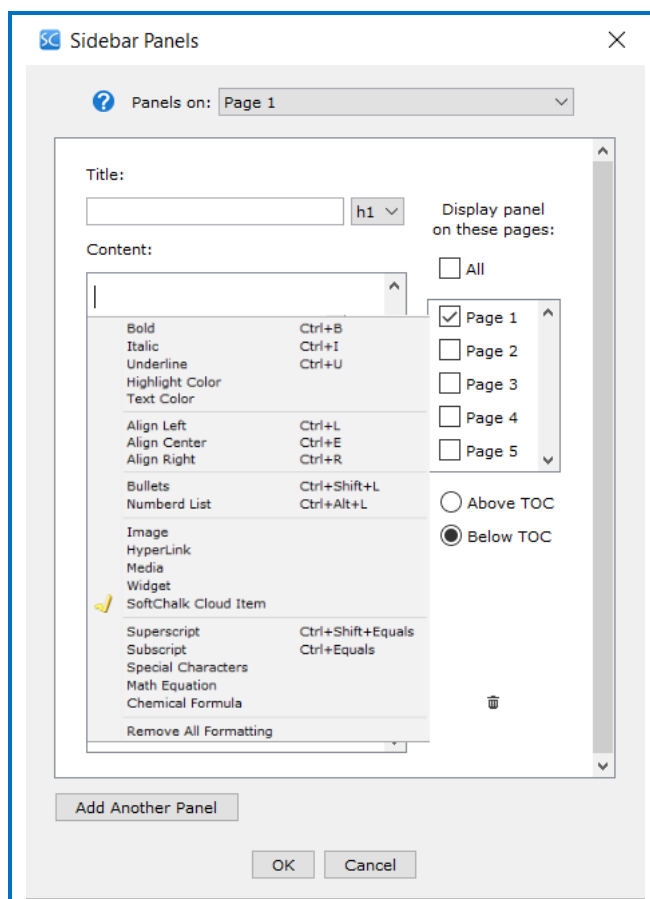 SC Sidebar Panels
? Panels on: Page 1
Title:
h1
Display panel
on these pages:
Content:
All
Page 1
Page 2
Page 3
Page 4
Page 5
Above TOC
Below TOC
Bold Ctrl+B
Italic Ctrl+I
Underline Ctrl+U
Highlight Color
Text Color
Align Left Ctrl+L
Align Center Ctrl+E
Align Right Ctrl+R
Bullets Ctrl+Shift+L
Numberd List Ctrl+Alt+L
Image
HyperLink
Media
Widget
SoftChalk Cloud Item
Superscript Ctrl+Shift+Equals
Subscript Ctrl+Equals
Special Characters
Math Equation
Chemical Formula
Remove All Formatting
Add Another Panel
OK Cancel